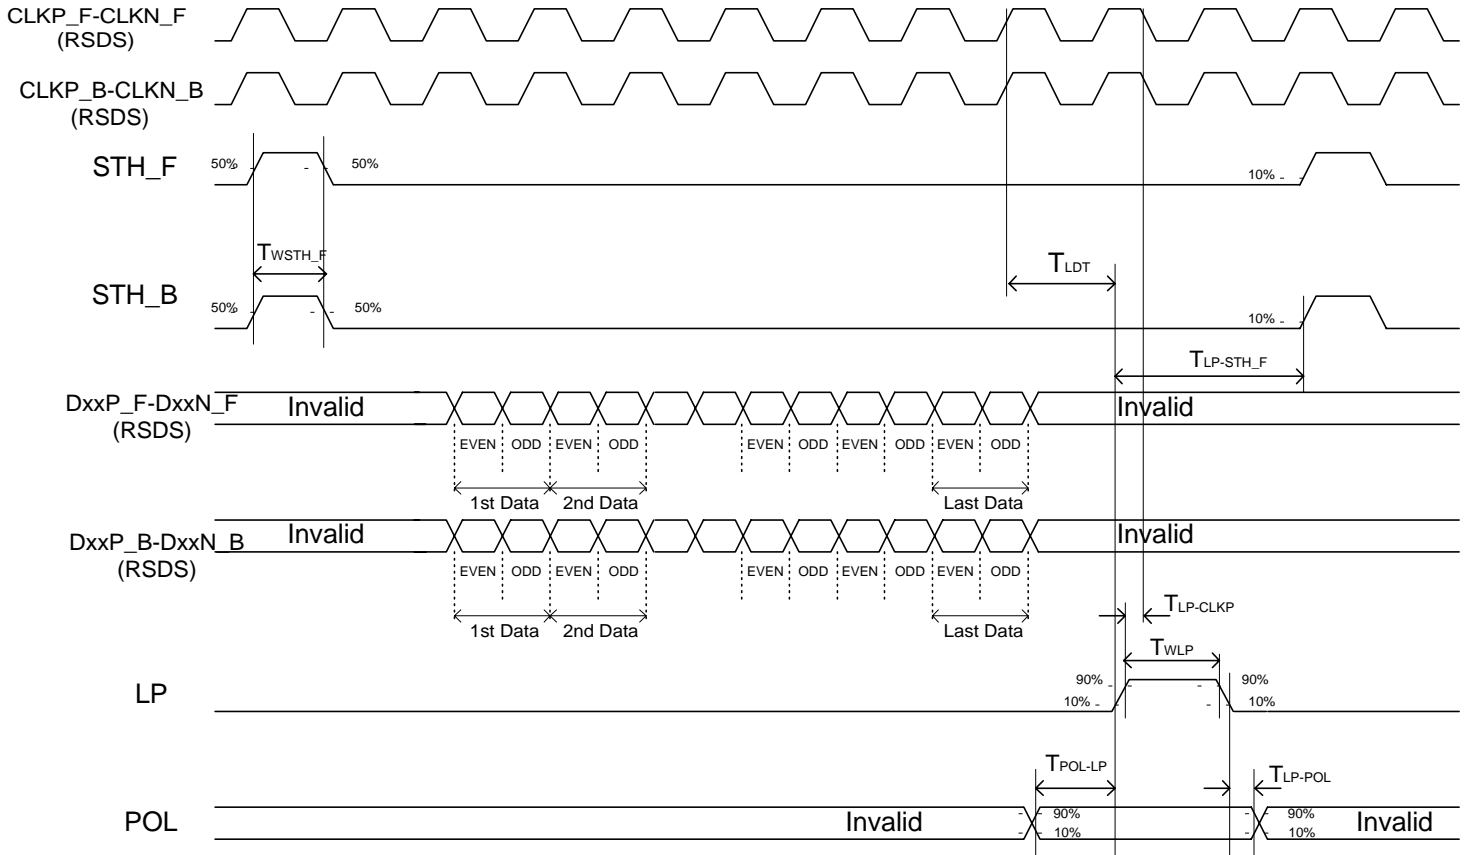 CLKP_F-CLKN_F
(RSDS)
CLKP_B-CLKN_B
(RSDS)
STH_F 50% 50% 10%
TWSTH_F
TLDT
STH_B 50% 50% 10%
TLP-STH_F
DxxP_F-DxxN_F Invalid Invalid
(RSDS)
EVEN ODD EVEN ODD EVEN ODD EVEN ODD EVEN ODD
1st Data 2nd Data Last Data
DxxP_B-DxxN_B Invalid Invalid
(RSDS)
EVEN ODD EVEN ODD EVEN ODD EVEN ODD EVEN ODD
1st Data 2nd Data Last Data
TLP-CLKP
TWLP
LP 90% 90%
10% 10%
TPOL-LP TLP-POL
POL Invalid 90% 90% Invalid
10% 10%